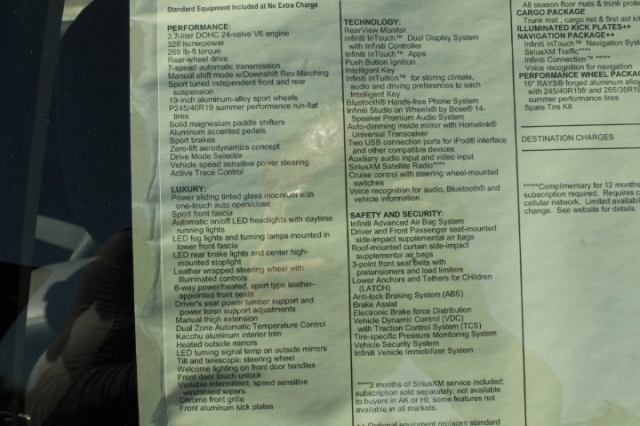 Standard Equipment Included at No Extra Charge
PERFORMANCE:
3.7-liter DOHC 24-valve V6 engine
328 horsepower
269 lb-ft torque
Rear-wheel drive
7-speed automatic transmission
Manual shift mode w/Downshift Rev Matching
Sport tuned independent front and rear
suspension
19-inch aluminum-alloy sport wheels
P245/40R19 summer performance run-flat
tires
Solid magnesium paddle shifters
Aluminum accented pedals
Sport brakes
Zero-lift aerodynamics concept
Drive Mode Selector
Vehicle speed sensitive power steering
Active Trace Control
LUXURY:
Power sliding tinted glass moonroof with
one-touch auto open/close
Sport front fascia
Automatic on/off LED headlights with daytime
running lights
LED fog lights and turning lamps mounted in
lower front fascia
LED rear brake lights and center high-
mounted stoplight
Leather wrapped steering wheel with
illuminated controls
8-way power/heated, sport type leather-
appointed front seats
Driver's seat power lumbar support and
power torso support adjustments
Manual thigh extension
Dual Zone Automatic Temperature Control
Kacchu aluminum interior trim
Heated outside mirrors
LED turning signal lamp on outside mirrors
Tilt and telescopic steering wheel
Welcome lighting on front door handles
Front door touch unlock
Variable intermittent, speed sensitive
windshield wipers
Chrome front grille
Front aluminum kick plates
TECHNOLOGY:
RearView Monitor
Infiniti InTouch™ Dual Display System
with Infiniti Controller
Infiniti InTouch™ Apps
Push Button Ignition
Intelligent Key
Infiniti InTuition™ for storing climate,
audio and driving preferences to each
Intelligent Key
Bluetooth® Hands-free Phone System
Infiniti Studio on Wheels® by Bose® 14-
Speaker Premium Audio System
Auto-dimming inside mirror with Homelink®
Universal Transceiver
Two USB connection ports for iPod® interface
and other compatible devices
Auxiliary audio input and video input
SiriusXM Satellite Radio****
Cruise control with steering wheel-mounted
switches
Voice recognition for audio, Bluetooth® and
vehicle information
SAFETY AND SECURITY:
Infiniti Advanced Air Bag System
Driver and Front Passenger seat-mounted
side-impact supplemental air bags
Roof-mounted curtain side-impact
supplemental air bags
3-point front seat belts with
pretensioners and load limiters
Lower Anchors and Tethers for CHildren
(LATCH)
Anti-lock Braking System (ABS)
Brake Assist
Electronic Brake force Distribution
Vehicle Dynamic Control (VDC)
with Traction Control System (TCS)
Tire-specific Pressure Monitoring System
Vehicle Security System
Infiniti Vehicle Immobilizer System
****3 months of SiriusXM service included;
subscription sold separately; not available
to buyers in AK or HI; some features not
available in all markets.
An optional equipment replaces standard
All season floor mats & trunk
CARGO PACKAGE
Trunk mat, cargo net & first aid
ILLUMINATED KICK PLATES++
NAVIGATION PACKAGE++
Infiniti InTouch™ Navigation
SiriusXM Traffic****
Infiniti Connection™ *****
Voice recognition for navigation
PERFORMANCE WHEEL
19" RAYS® forged aluminum
with 245/40R19fr and
summer performance tires
Spare Tire Kit
DESTINATION CHARGES
*****Complimentary for 12 months
subscription required. Requires
cellular network. Limited
change. See website for details.